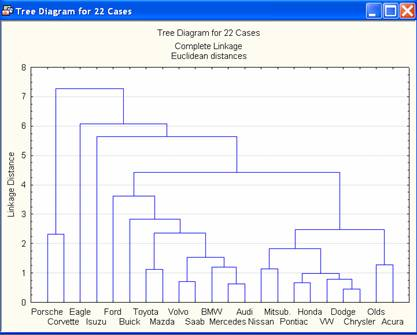 Tree Diagram for 22 Cases
Tree Diagram for 22 Cases
Complete Linkage
Euclidean distances
8
7
6
5
4
3
2
1
0
Linkage Distance
Porsche Eagle Ford Toyota Volvo BMW Audi Mitsub. Honda Dodge Olds
Corvette Isuzu Buick Mazda Saab Mercedes Nissan Pontiac VW Chrysler Acura